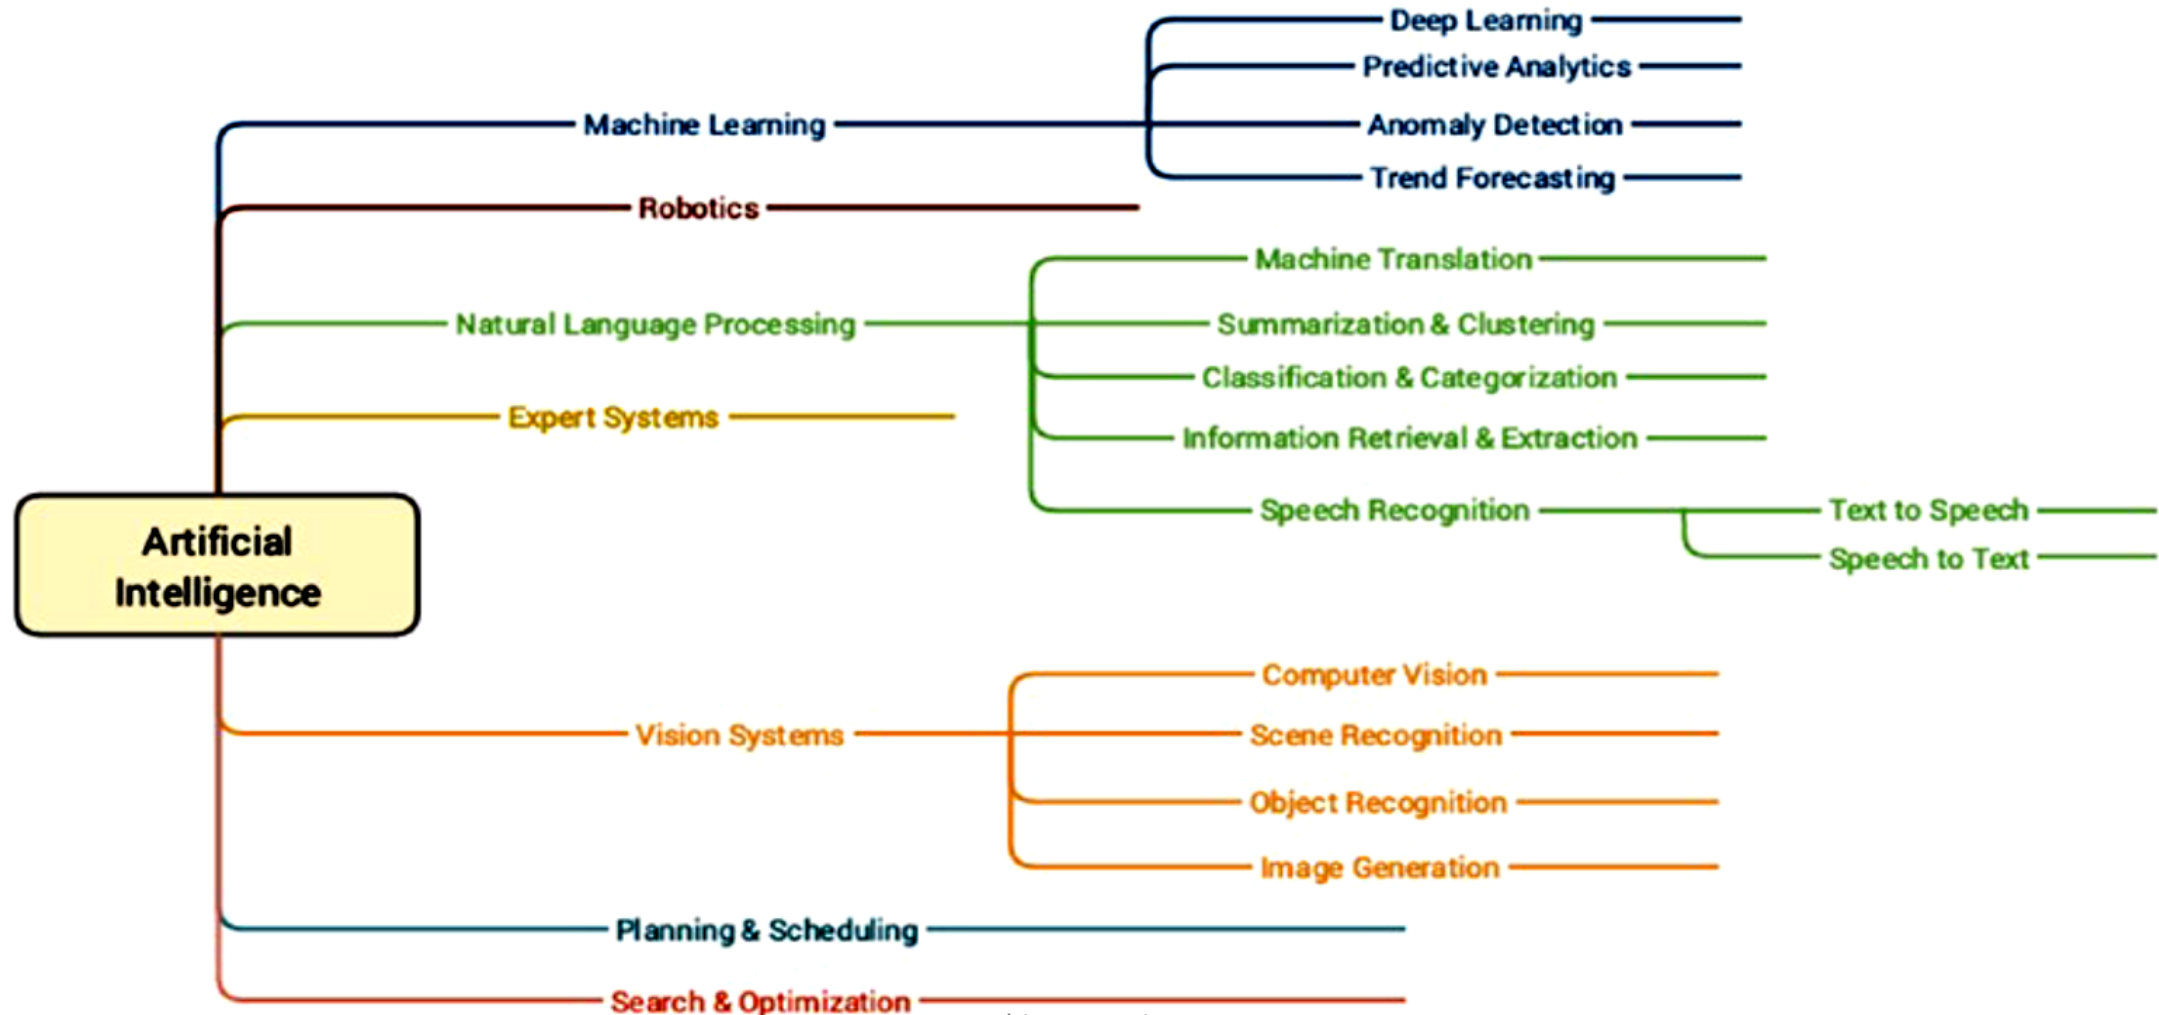 Deep Learning
Predictive Analytics
Machine Learning
Anomaly Detection
Trend Forecasting
Robotics
Machine Translation
Natural Language Processing
Summarization & Clustering
Classification & Categorization
Expert Systems
Information Retrieval & Extraction
Speech Recognition
Text to Speech
Speech to Text
Artificial
Intelligence
Computer Vision
Vision Systems
Scene Recognition
Object Recognition
Image Generation
Planning & Scheduling
Search & Optimization